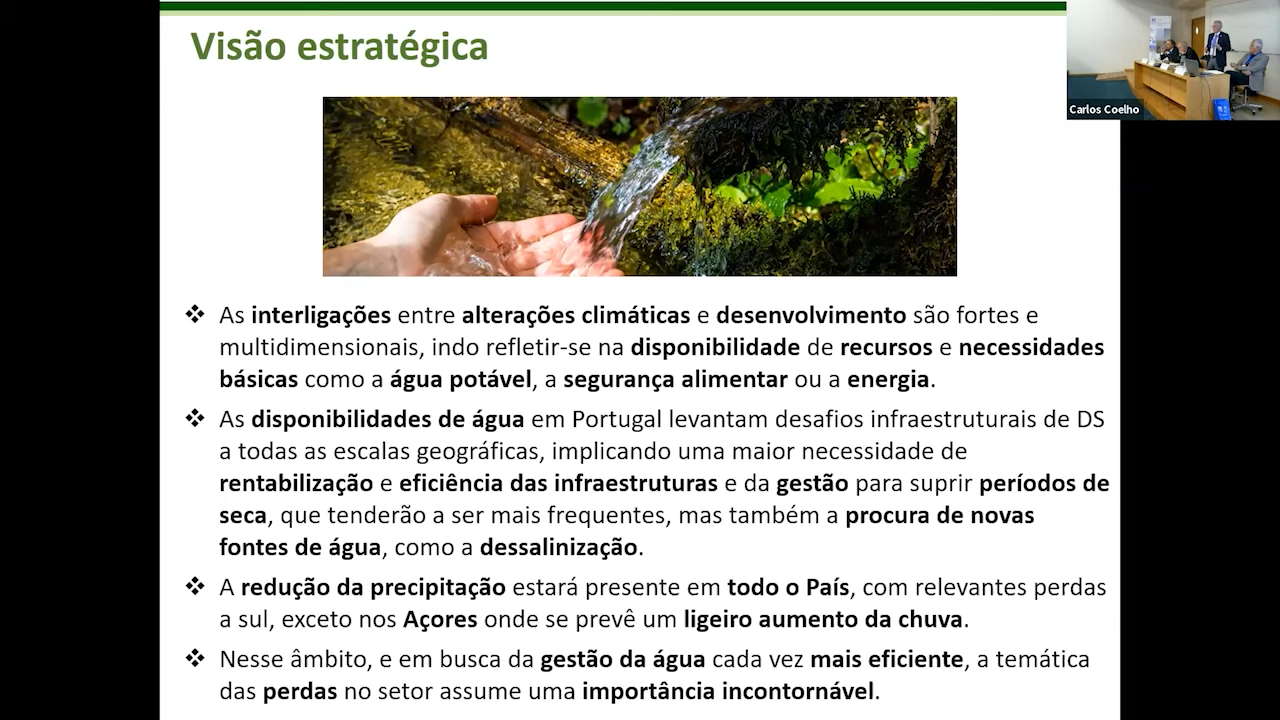 Visão estratégica
Carlos Coelho
❖ As interligações entre alterações climáticas e desenvolvimento são fortes e
multidimensionais, indo refletir-se na disponibilidade de recursos e necessidades
básicas como a água potável, a segurança alimentar ou a energia.
❖ As disponibilidades de água em Portugal levantam desafios infraestruturais de DS
a todas as escalas geográficas, implicando uma maior necessidade de
rentabilização e eficiência das infraestruturas e da gestão para suprir períodos de
seca, que tenderão a ser mais frequentes, mas também a procura de novas
fontes de água, como a dessalinização.
❖ A redução da precipitação estará presente em todo o País, com relevantes perdas
a sul, exceto nos Açores onde se prevê um ligeiro aumento da chuva.
❖ Nesse âmbito, e em busca da gestão da água cada vez mais eficiente, a temática
das perdas no setor assume uma importância incontornável.